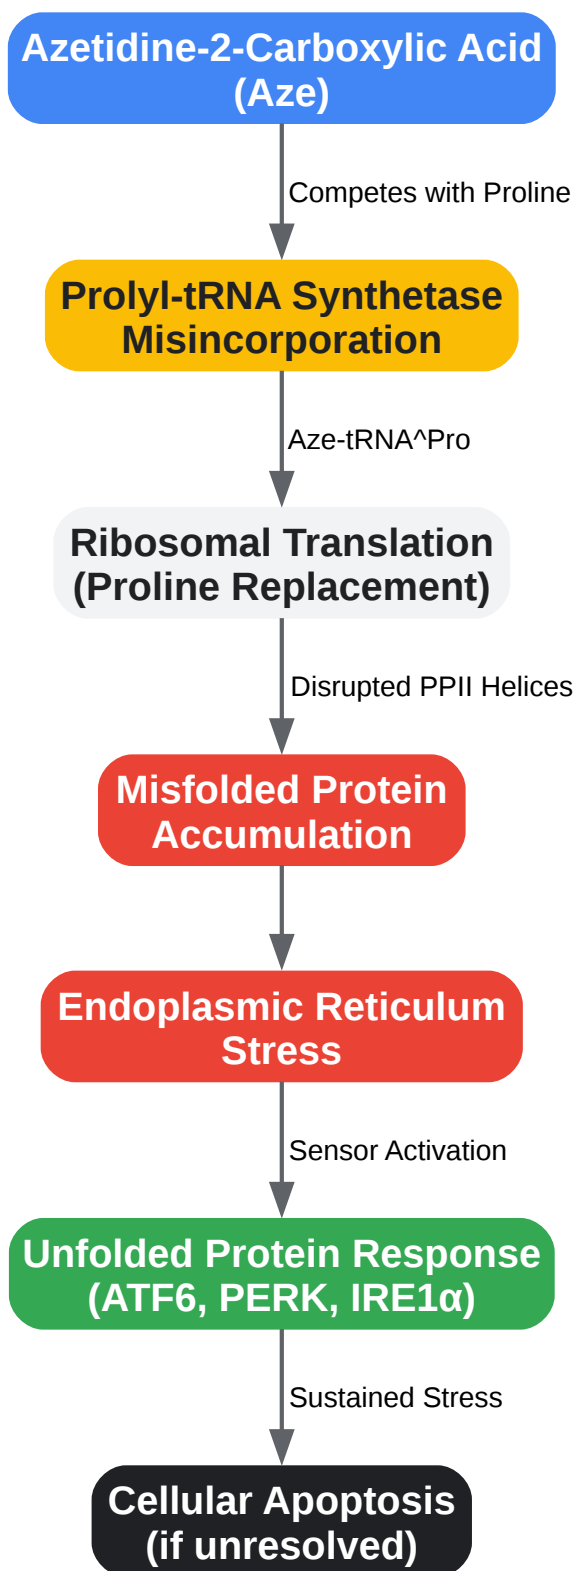 Azetidine-2-Carboxylic Acid
(Aze)
Competes with Proline
Prolyl-tRNA Synthetase
Misincorporation
Aze-tRNA^Pro
Ribosomal Translation
(Proline Replacement)
Disrupted PPII Helices
Misfolded Protein
Accumulation
Endoplasmic Reticulum
Stress
Sensor Activation
Unfolded Protein Response
(ATF6, PERK, IRE1α)
Sustained Stress
Cellular Apoptosis
(if unresolved)